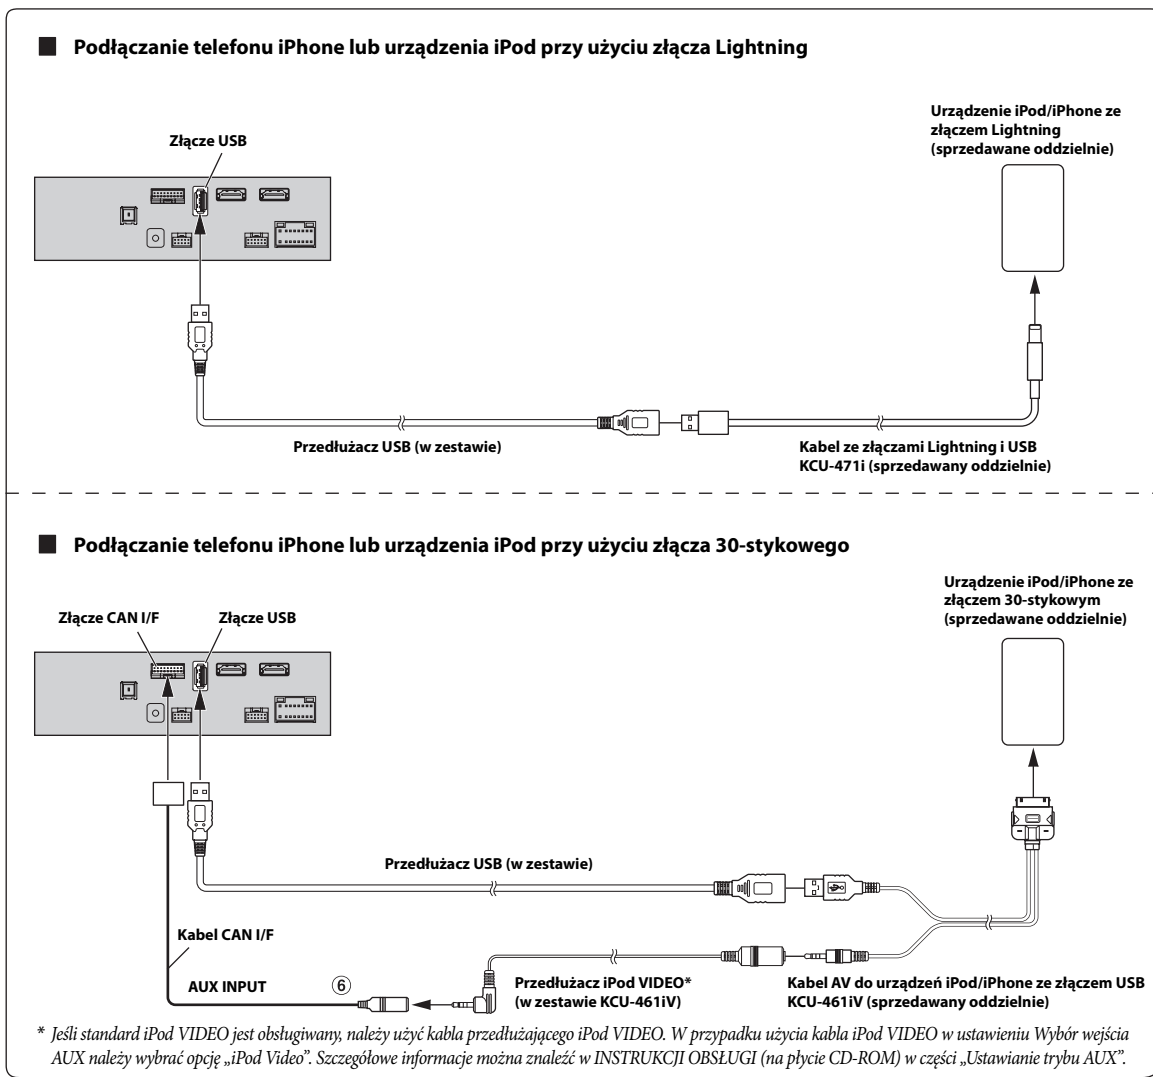 Podłączanie telefonu iPhone lub urządzenia iPod przy użyciu złącza Lightning
Urządzenie iPod/iPhone ze
złączem Lightning
(sprzedawane oddzielnie)
Złącze USB
Przedłużacz USB (w zestawie)
Kabel ze złączami Lightning i USB
KCU-471i (sprzedawany oddzielnie)
Podłączanie telefonu iPhone lub urządzenia iPod przy użyciu złącza 30-stykowego
Urządzenie iPod/iPhone ze
złączem 30-stykowym
(sprzedawane oddzielnie)
Złącze CAN I/F
Złącze USB
Przedłużacz USB (w zestawie)
Kabel CAN I/F
AUX INPUT
⑥
Przedłużacz iPod VIDEO*
(w zestawie KCU-461iV)
Kabel AV do urządzeń iPod/iPhone ze złączem USB
KCU-461iV (sprzedawany oddzielnie)
* Jeśli standard iPod VIDEO jest obsługiwany, należy użyć kabla przedłużającego iPod VIDEO. W przypadku użycia kabla iPod VIDEO w ustawieniu Wybór wejścia
AUX należy wybrać opcję „iPod Video”. Szczegółowe informacje można znaleźć w INSTRUKCJI OBSŁUGI (na płycie CD-ROM) w części „Ustawianie trybu AUX”.